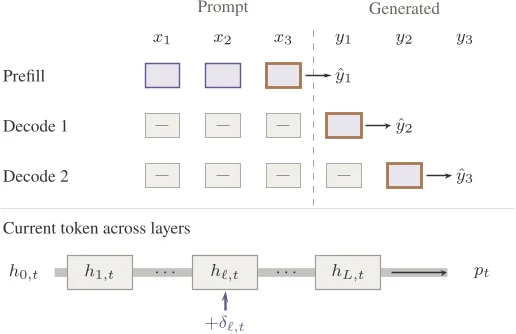 Prompt Generated
x₁ x₂ x₃ y₁ y₂ y₃
Prefill ŷ₁
Decode 1 – – – ŷ₂
Decode 2 – – – – ŷ₃
Current token across layers
h₀,ₜ h₁,ₜ ··· hℓ,ₜ ··· h_L,ₜ pₜ
+δℓ,ₜ